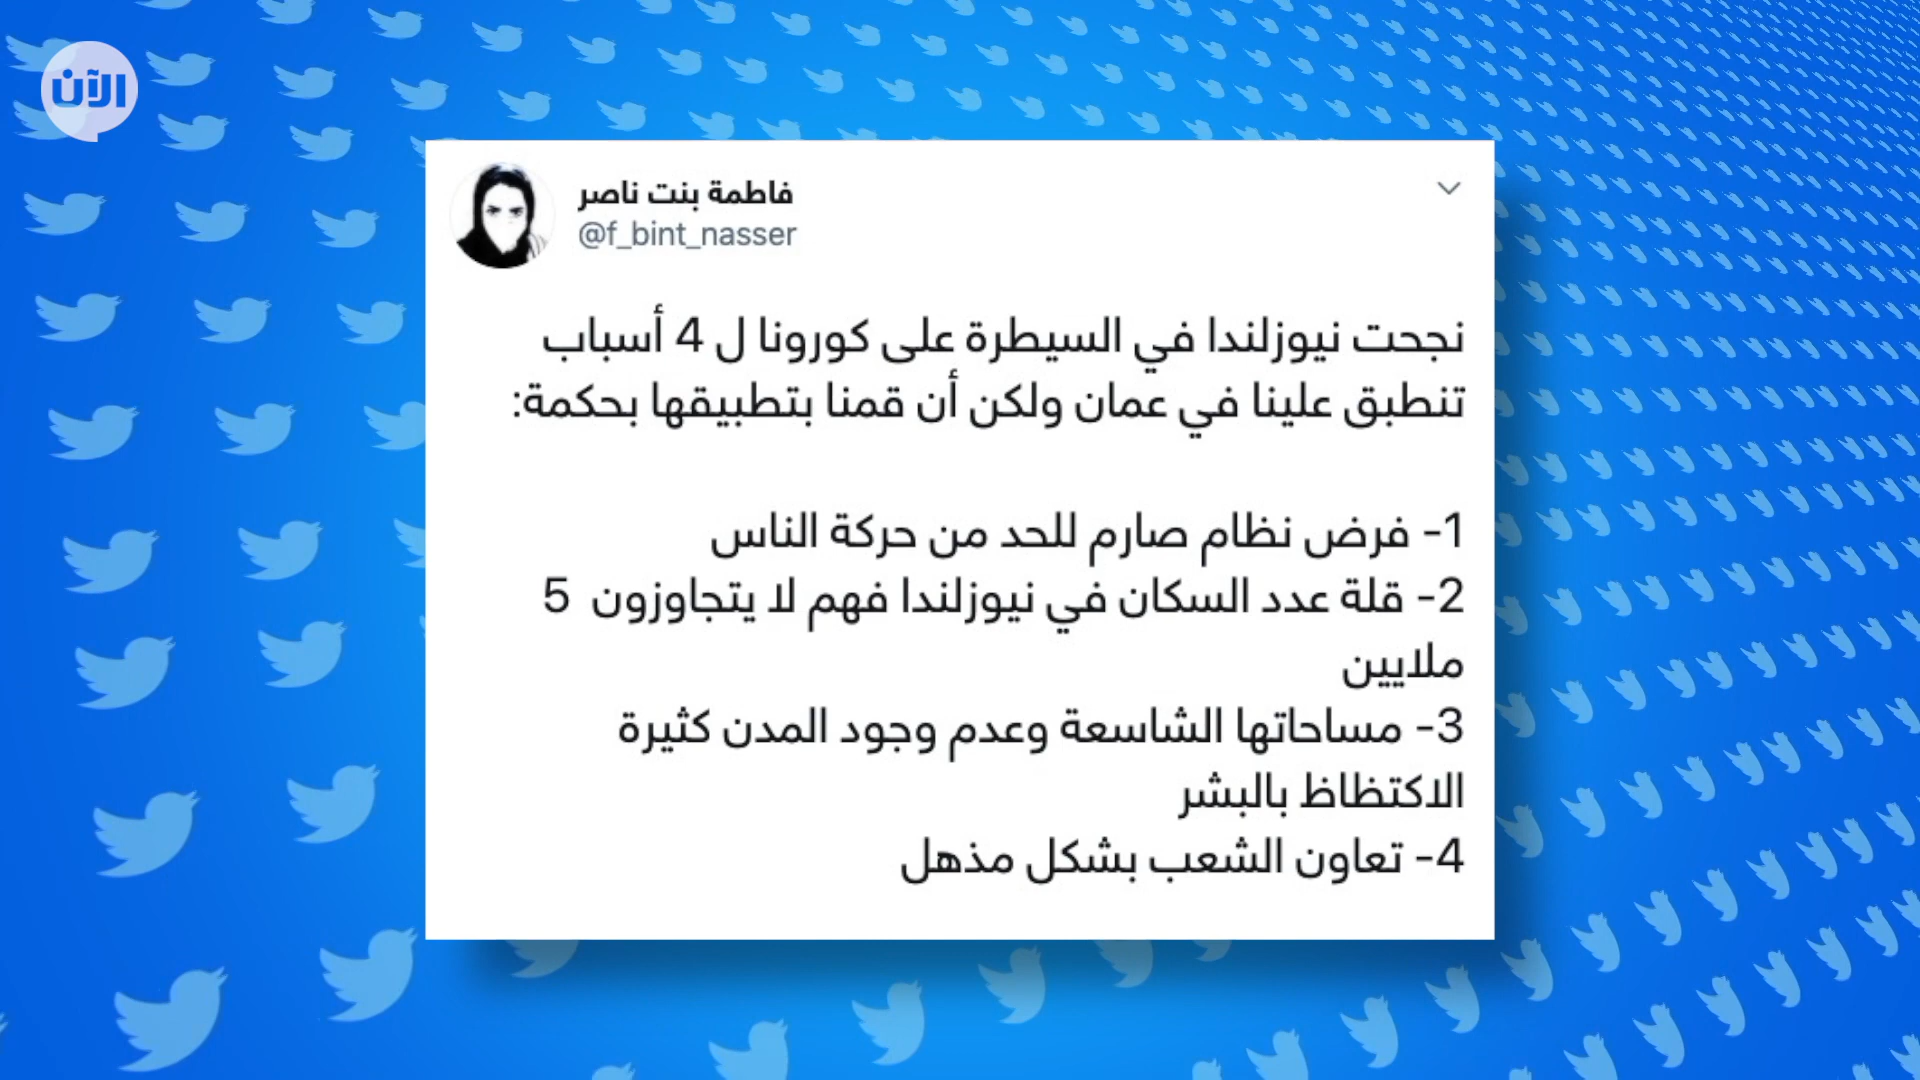 الآن
فاطمة بنت ناصر
@f_bint_nasser
نجحت نيوزلندا في السيطرة على كورونا ل 4 أسباب
تنطبق علينا في عمان ولكن أن قمنا بتطبيقها بحكمة:
1- فرض نظام صارم للحد من حركة الناس
2- قلة عدد السكان في نيوزلندا فهم لا يتجاوزون 5
ملايين
3- مساحاتها الشاسعة وعدم وجود المدن كثيرة
الاكتظاظ بالبشر
4- تعاون الشعب بشكل مذهل